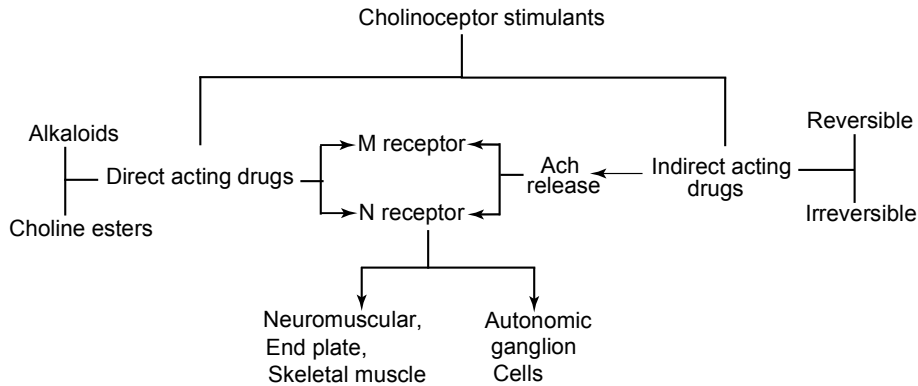 Cholinoceptor stimulants
Alkaloids
Direct acting drugs
Choline esters
M receptor
N receptor
Ach
release
Indirect acting
drugs
Reversible
Irreversible
Neuromuscular,
End plate,
Skeletal muscle
Autonomic
ganglion
Cells